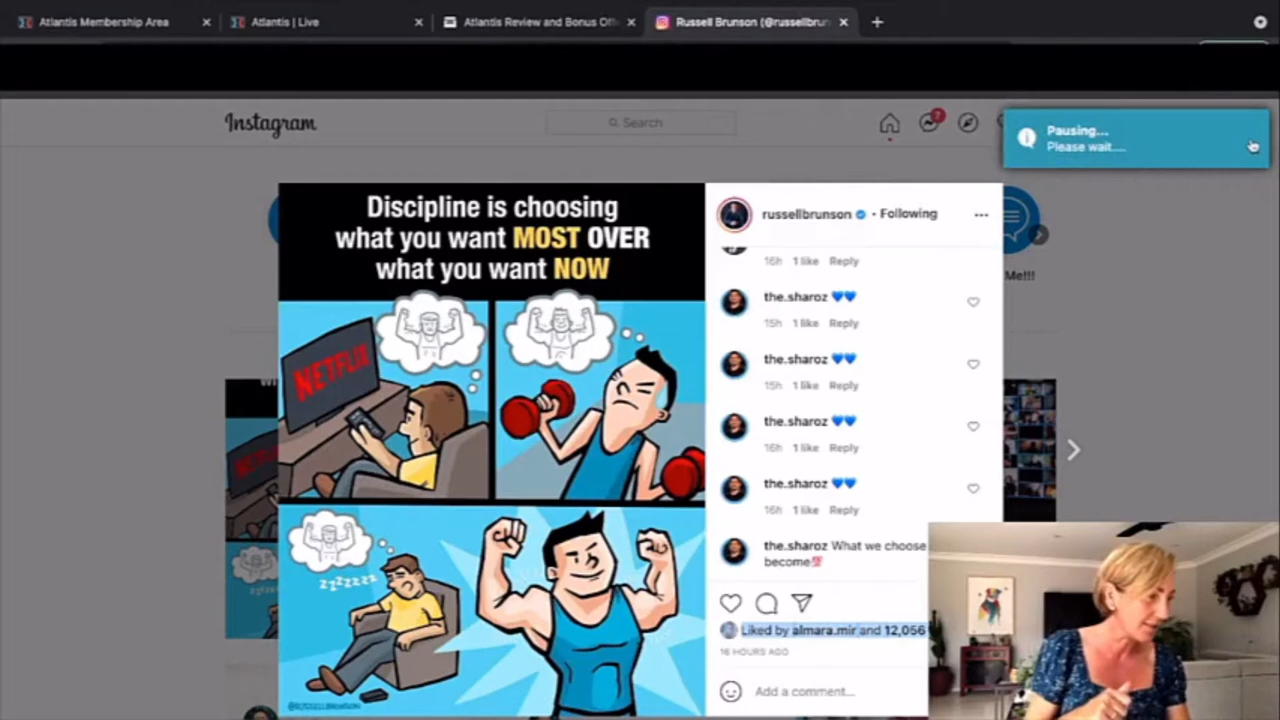 Atlantis Membership Area
Atlantis | Live
Atlantis Review and Bonus Off
Russell Brunson (@russellbrun
Instagram
Search
7
Pausing...
Please wait....
Discipline is choosing
what you want MOST OVER
what you want NOW
NETFLIX
zzzzzzz
russellbrunson • Following
16h 1 like Reply
the.sharoz 💙💙
15h 1 like Reply
the.sharoz 💙💙
15h 1 like Reply
the.sharoz 💙💙
16h 1 like Reply
the.sharoz 💙💙
16h 1 like Reply
the.sharoz What we choose
become💯
Liked by almara.mir and 12,056
16 HOURS AGO
Add a comment...
Me!!!